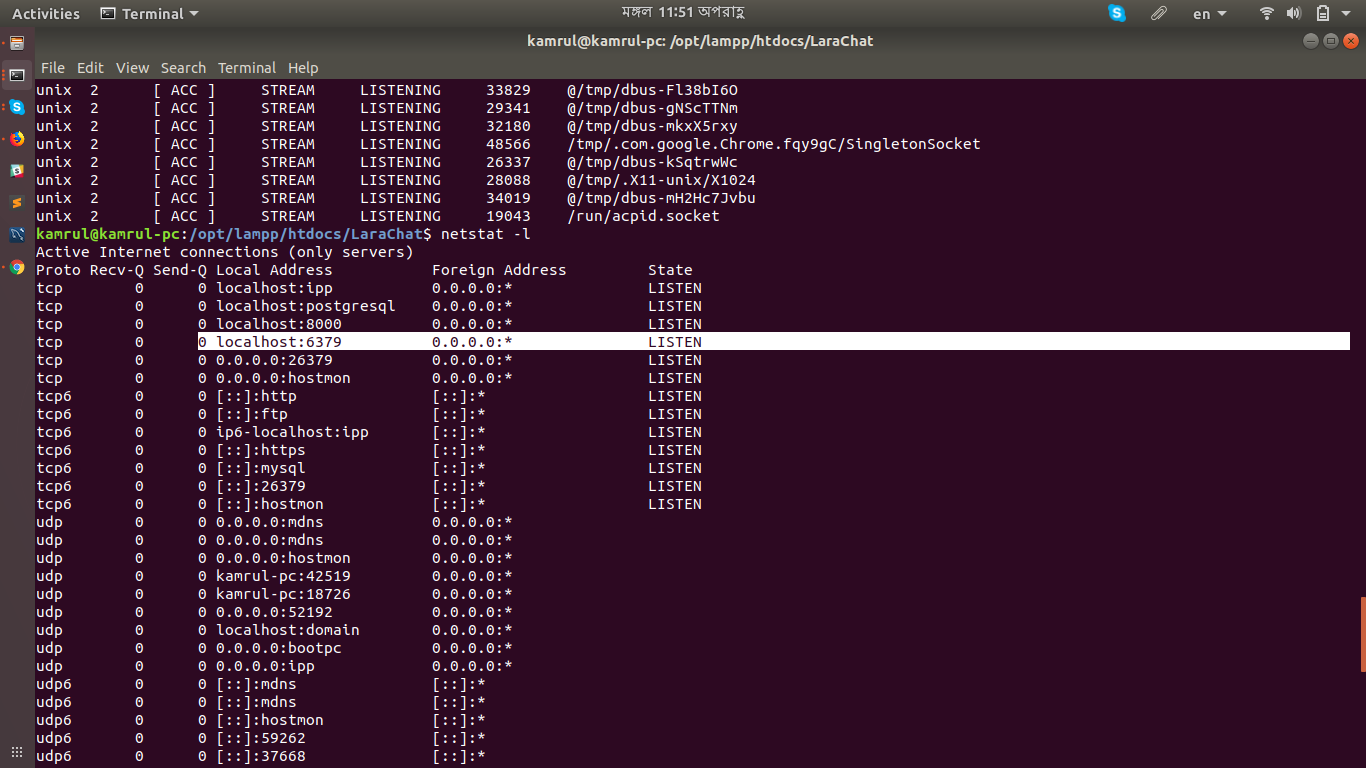 Activities Terminal মঙ্গল 11:51 অপরাহ্ণ en
kamrul@kamrul-pc: /opt/lampp/htdocs/LaraChat
File Edit View Search Terminal Help
unix 2 [ ACC ] STREAM LISTENING 33829 @/tmp/dbus-Fl38bI6O
unix 2 [ ACC ] STREAM LISTENING 29341 @/tmp/dbus-gNScTTNm
unix 2 [ ACC ] STREAM LISTENING 32180 @/tmp/dbus-mkxX5rxy
unix 2 [ ACC ] STREAM LISTENING 48566 /tmp/.com.google.Chrome.fqy9gC/SingletonSocket
unix 2 [ ACC ] STREAM LISTENING 26337 @/tmp/dbus-kSqtrwWc
unix 2 [ ACC ] STREAM LISTENING 28088 @/tmp/.X11-unix/X1024
unix 2 [ ACC ] STREAM LISTENING 34019 @/tmp/dbus-mH2Hc7Jvbu
unix 2 [ ACC ] STREAM LISTENING 19043 /run/acpid.socket
kamrul@kamrul-pc:/opt/lampp/htdocs/LaraChat$ netstat -l
Active Internet connections (only servers)
Proto Recv-Q Send-Q Local Address Foreign Address State
tcp 0 0 localhost:ipp 0.0.0.0:* LISTEN
tcp 0 0 localhost:postgresql 0.0.0.0:* LISTEN
tcp 0 0 localhost:8000 0.0.0.0:* LISTEN
tcp 0 0 localhost:6379 0.0.0.0:* LISTEN
tcp 0 0 0.0.0.0:26379 0.0.0.0:* LISTEN
tcp 0 0 0.0.0.0:hostmon 0.0.0.0:* LISTEN
tcp6 0 0 [::]:http [::]:* LISTEN
tcp6 0 0 [::]:ftp [::]:* LISTEN
tcp6 0 0 ip6-localhost:ipp [::]:* LISTEN
tcp6 0 0 [::]:https [::]:* LISTEN
tcp6 0 0 [::]:mysql [::]:* LISTEN
tcp6 0 0 [::]:26379 [::]:* LISTEN
tcp6 0 0 [::]:hostmon [::]:* LISTEN
udp 0 0 0.0.0.0:mdns 0.0.0.0:*
udp 0 0 0.0.0.0:mdns 0.0.0.0:*
udp 0 0 0.0.0.0:hostmon 0.0.0.0:*
udp 0 0 kamrul-pc:42519 0.0.0.0:*
udp 0 0 kamrul-pc:18726 0.0.0.0:*
udp 0 0 0.0.0.0:52192 0.0.0.0:*
udp 0 0 localhost:domain 0.0.0.0:*
udp 0 0 0.0.0.0:bootpc 0.0.0.0:*
udp 0 0 0.0.0.0:ipp 0.0.0.0:*
udp6 0 0 [::]:mdns [::]:*
udp6 0 0 [::]:mdns [::]:*
udp6 0 0 [::]:hostmon [::]:*
udp6 0 0 [::]:59262 [::]:*
udp6 0 0 [::]:37668 [::]:*